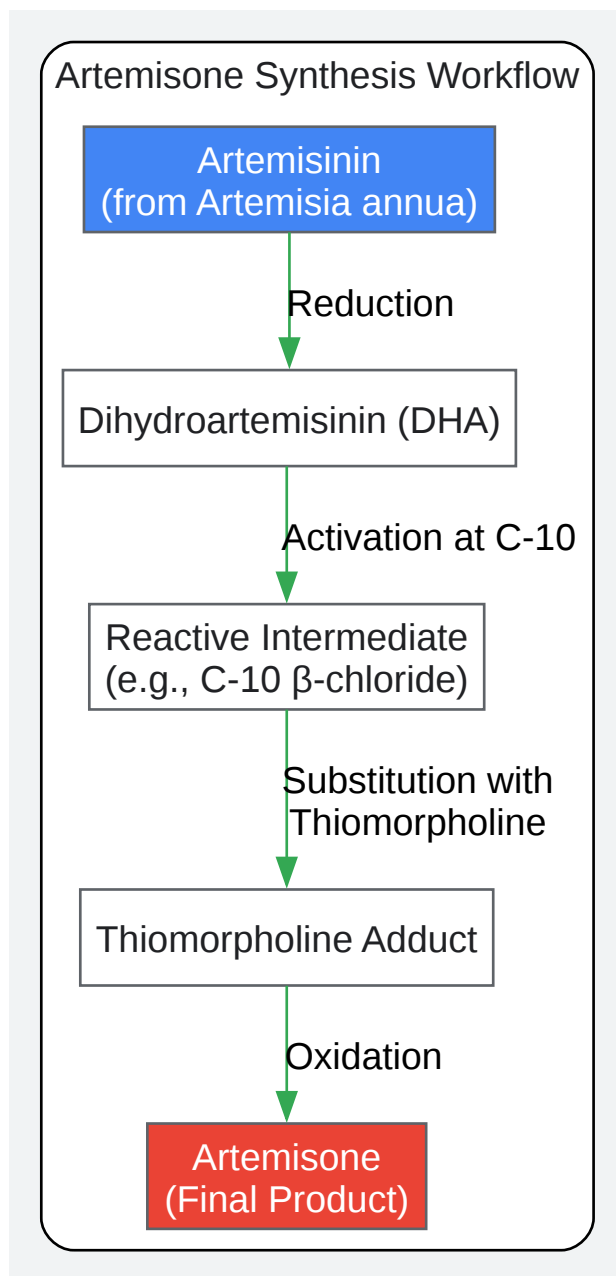 Artemisone Synthesis Workflow
Artemisinin
(from Artemisia annua)
Reduction
Dihydroartemisinin (DHA)
Activation at C-10
Reactive Intermediate
(e.g., C-10 β-chloride)
Substitution with
Thiomorpholine
Thiomorpholine Adduct
Oxidation
Artemisone
(Final Product)